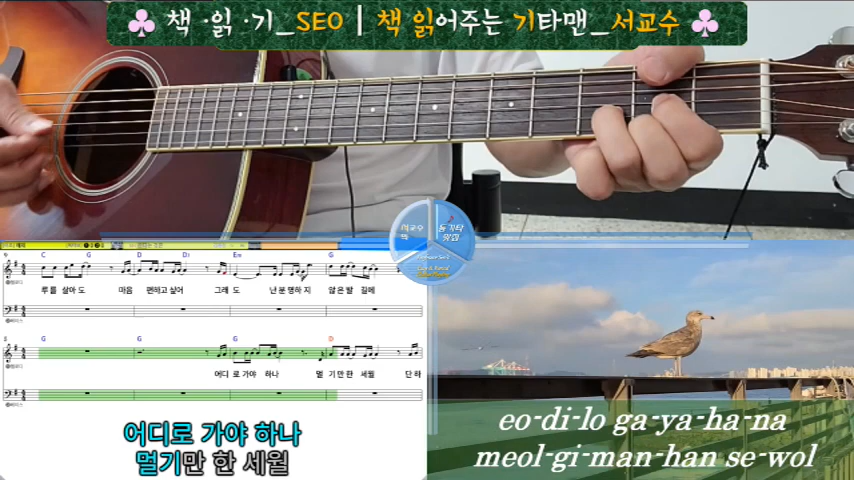 책 ·읽 ·기_SEO | 책 읽어주는 기타맨_서교수
C G D D7 Em G
루를 살아도 마음 편하고싶어 그래도 난분명하지 않은발 길에
G G G D
어디로가야 하나 멀기만한 세월 단하
어디로 가야 하나
멀기만 한 세월
eo-di-lo ga-ya-ha-na
meol-gi-man-han se-wol